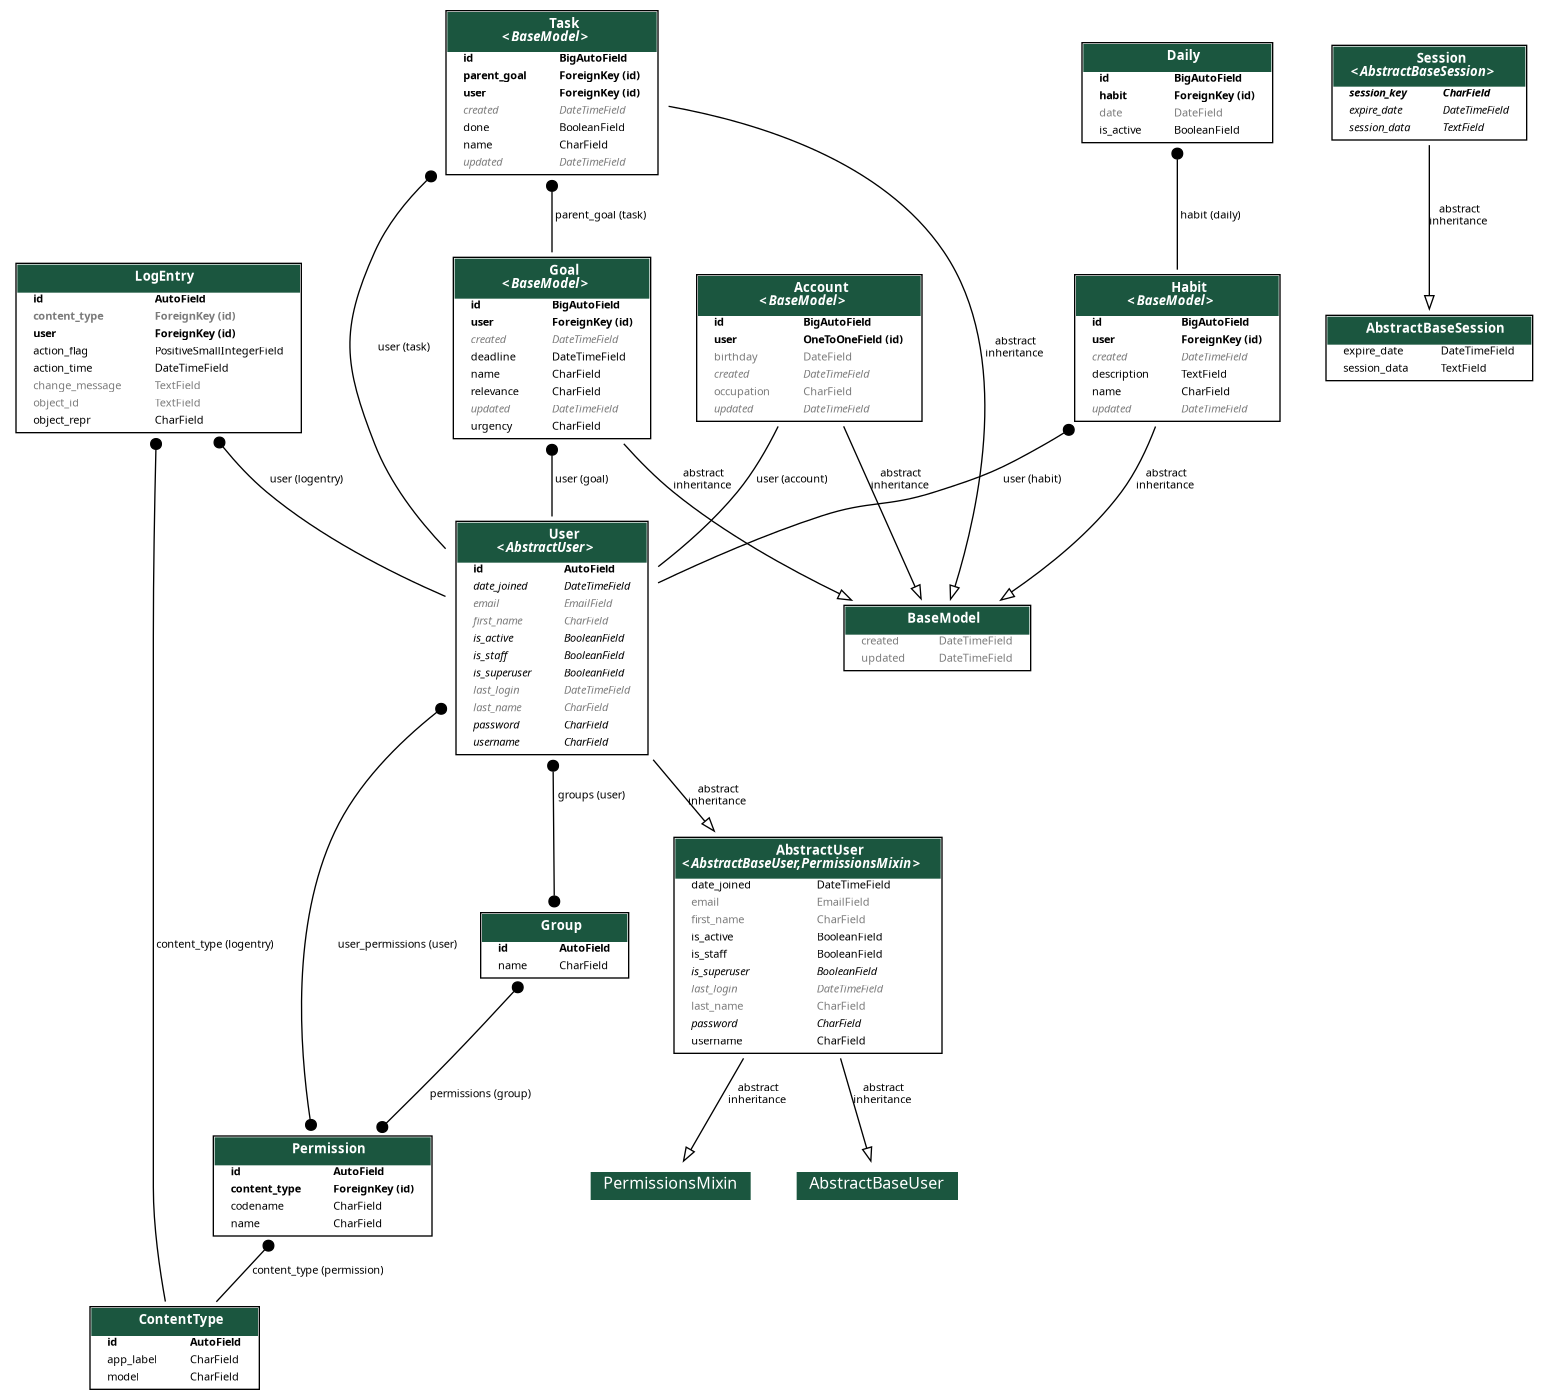 Task
<BaseModel>
id BigAutoField
parent_goal ForeignKey (id)
user ForeignKey (id)
created DateTimeField
done BooleanField
name CharField
updated DateTimeField
Daily
id BigAutoField
habit ForeignKey (id)
date DateField
is_active BooleanField
Session
<AbstractBaseSession>
session_key CharField
expire_date DateTimeField
session_data TextField
parent_goal (task)
habit (daily)
abstract
inheritance
LogEntry
id AutoField
content_type ForeignKey (id)
user ForeignKey (id)
action_flag PositiveSmallIntegerField
action_time DateTimeField
change_message TextField
object_id TextField
object_repr CharField
user (task)
Goal
<BaseModel>
id BigAutoField
user ForeignKey (id)
created DateTimeField
deadline DateTimeField
name CharField
relevance CharField
updated DateTimeField
urgency CharField
Account
<BaseModel>
id BigAutoField
user OneToOneField (id)
birthday DateField
created DateTimeField
occupation CharField
updated DateTimeField
abstract
inheritance
Habit
<BaseModel>
id BigAutoField
user ForeignKey (id)
created DateTimeField
description TextField
name CharField
updated DateTimeField
AbstractBaseSession
expire_date DateTimeField
session_data TextField
user (logentry)
user (goal)
abstract
inheritance
user (account)
abstract
inheritance
user (habit)
abstract
inheritance
User
<AbstractUser>
id AutoField
date_joined DateTimeField
email EmailField
first_name CharField
is_active BooleanField
is_staff BooleanField
is_superuser BooleanField
last_login DateTimeField
last_name CharField
password CharField
username CharField
BaseModel
created DateTimeField
updated DateTimeField
groups (user)
abstract
inheritance
content_type (logentry)
user_permissions (user)
Group
id AutoField
name CharField
AbstractUser
<AbstractBaseUser,PermissionsMixin>
date_joined DateTimeField
email EmailField
first_name CharField
is_active BooleanField
is_staff BooleanField
is_superuser BooleanField
last_login DateTimeField
last_name CharField
password CharField
username CharField
permissions (group)
abstract
inheritance
abstract
inheritance
Permission
id AutoField
content_type ForeignKey (id)
codename CharField
name CharField
PermissionsMixin
AbstractBaseUser
content_type (permission)
ContentType
id AutoField
app_label CharField
model CharField